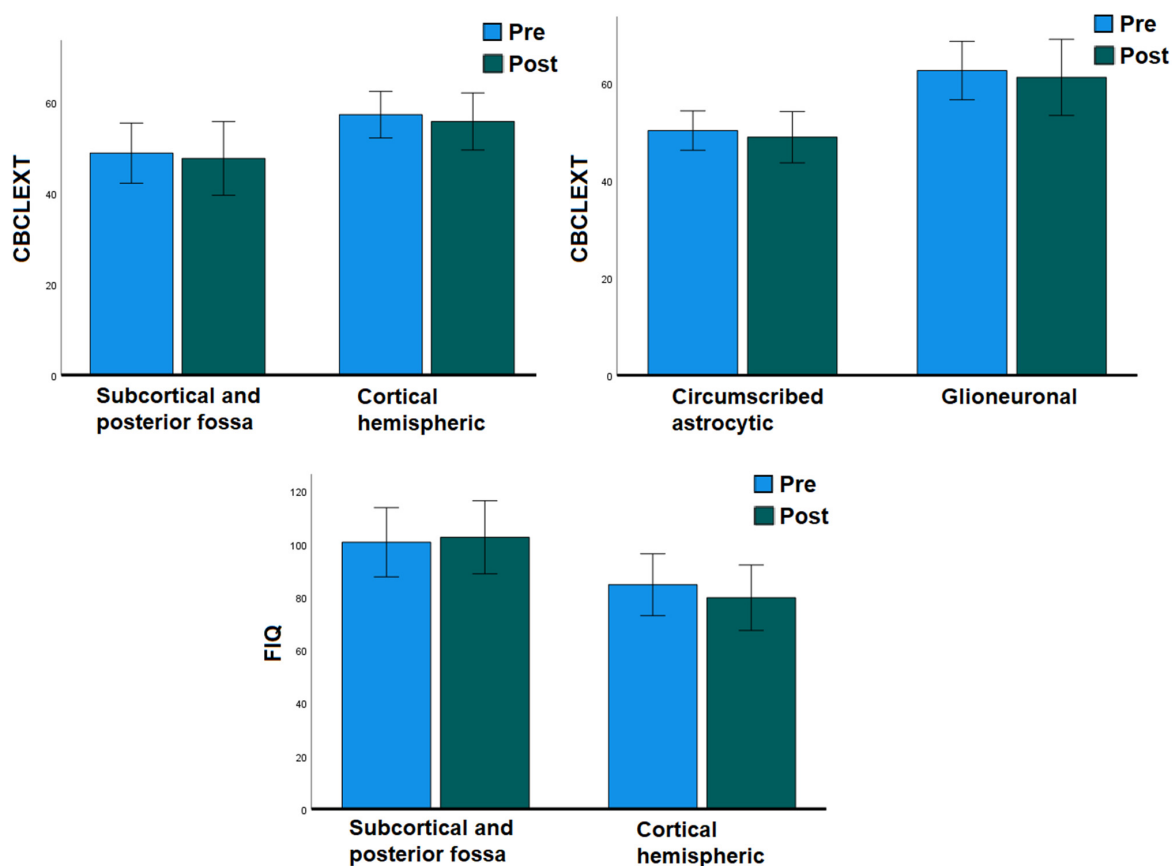 Pre
Post
60
40
20
0
CBCLEXT
Subcortical and
posterior fossa
Cortical
hemispheric
Pre
Post
60
40
20
0
CBCLEXT
Circumscribed
astrocytic
Glioneuronal
Pre
Post
120
100
80
60
40
20
0
FIQ
Subcortical and
posterior fossa
Cortical
hemispheric